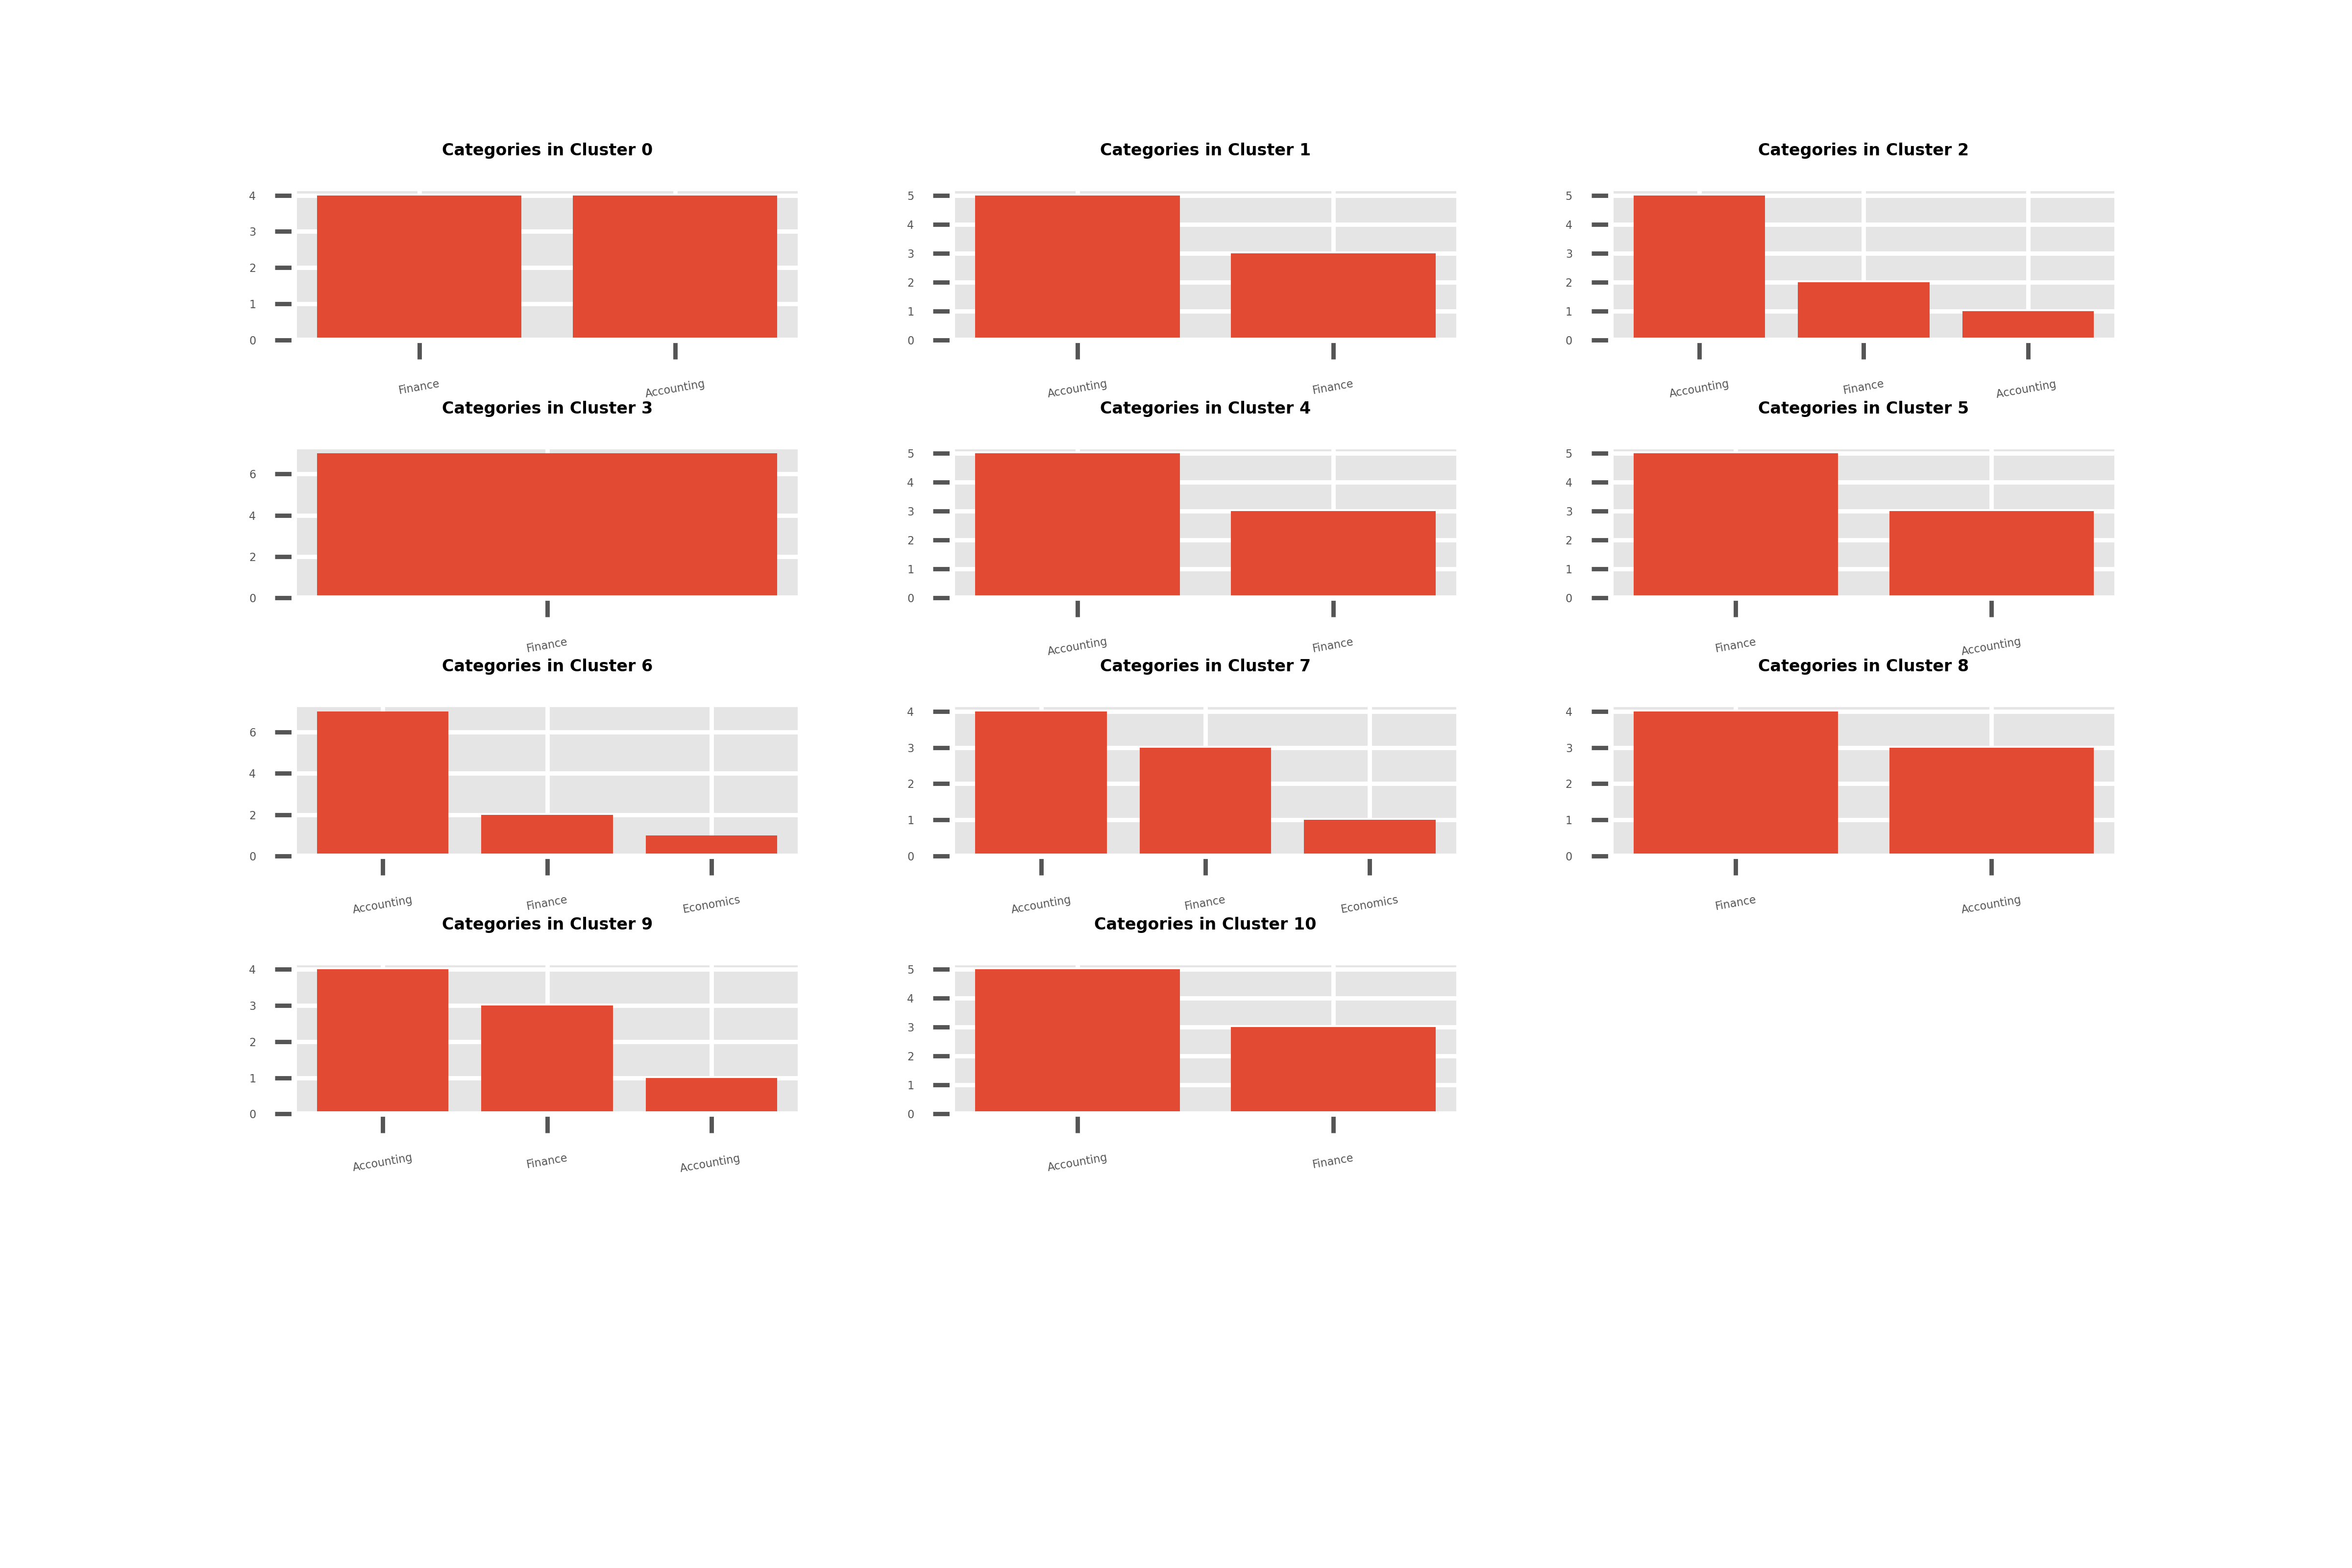 Categories in Cluster 0
4
3
2
1
0
Finance
Accounting
Categories in Cluster 1
5
4
3
2
1
0
Accounting
Finance
Categories in Cluster 2
5
4
3
2
1
0
Accounting
Finance
Accounting
Categories in Cluster 3
6
4
2
0
Finance
Categories in Cluster 4
5
4
3
2
1
0
Accounting
Finance
Categories in Cluster 5
5
4
3
2
1
0
Finance
Accounting
Categories in Cluster 6
6
4
2
0
Accounting
Finance
Economics
Categories in Cluster 7
4
3
2
1
0
Accounting
Finance
Economics
Categories in Cluster 8
4
3
2
1
0
Finance
Accounting
Categories in Cluster 9
4
3
2
1
0
Accounting
Finance
Accounting
Categories in Cluster 10
5
4
3
2
1
0
Accounting
Finance